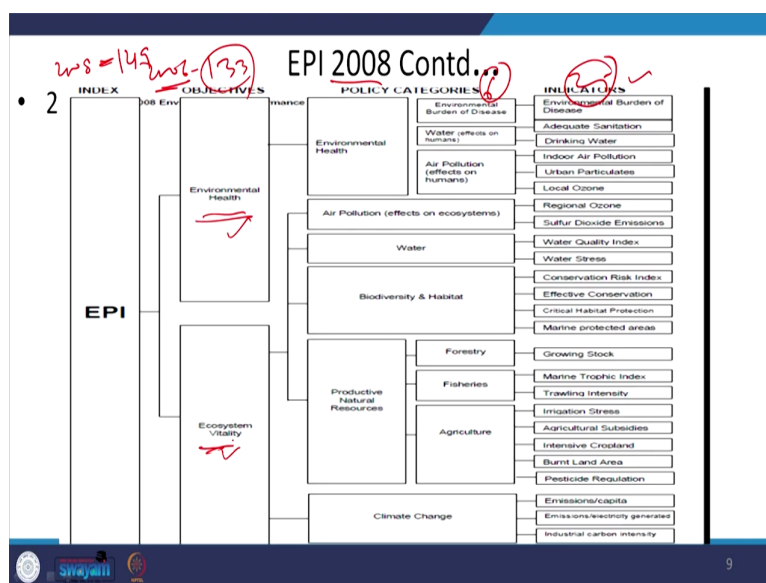 EPI 2008 Contd...
2008 = 149
2006 - 133
6
25
• 2
INDEX
OBJECTIVES
POLICY CATEGORIES
INDICATORS
008 Env
mance
EPI
Environmental
Health
Ecosystem
Vitality
Environmental
Health
Environmental
Burden of Disease
Water (effects on
humans)
Air Pollution
(effects on
humans)
Air Pollution (effects on ecosystems)
Water
Biodiversity & Habitat
Productive
Natural
Resources
Forestry
Fisheries
Agriculture
Climate Change
Environmental Burden of
Disease
Adequate Sanitation
Drinking Water
Indoor Air Pollution
Urban Particulates
Local Ozone
Regional Ozone
Sulfur Dioxide Emissions
Water Quality Index
Water Stress
Conservation Risk Index
Effective Conservation
Critical Habitat Protection
Marine protected areas
Growing Stock
Marine Trophic Index
Trawling Intensity
Irrigation Stress
Agricultural Subsidies
Intensive Cropland
Burnt Land Area
Pesticide Regulation
Emissions/capita
Emissions/electricity generated
Industrial carbon intensity
swayam
9